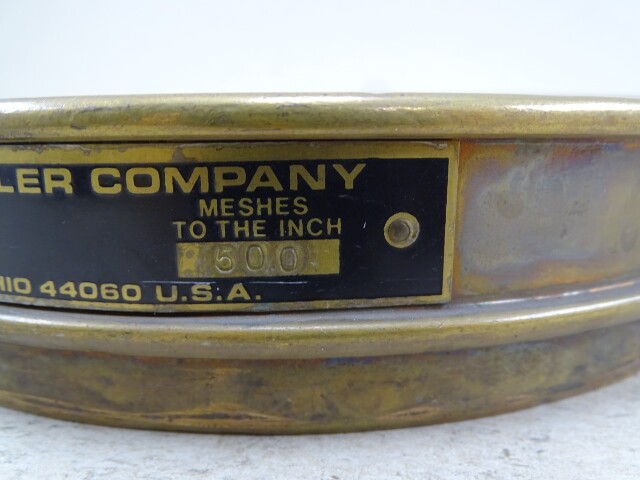 LER COMPANY
MESHES
TO THE INCH
500
HIO 44060 U.S.A.